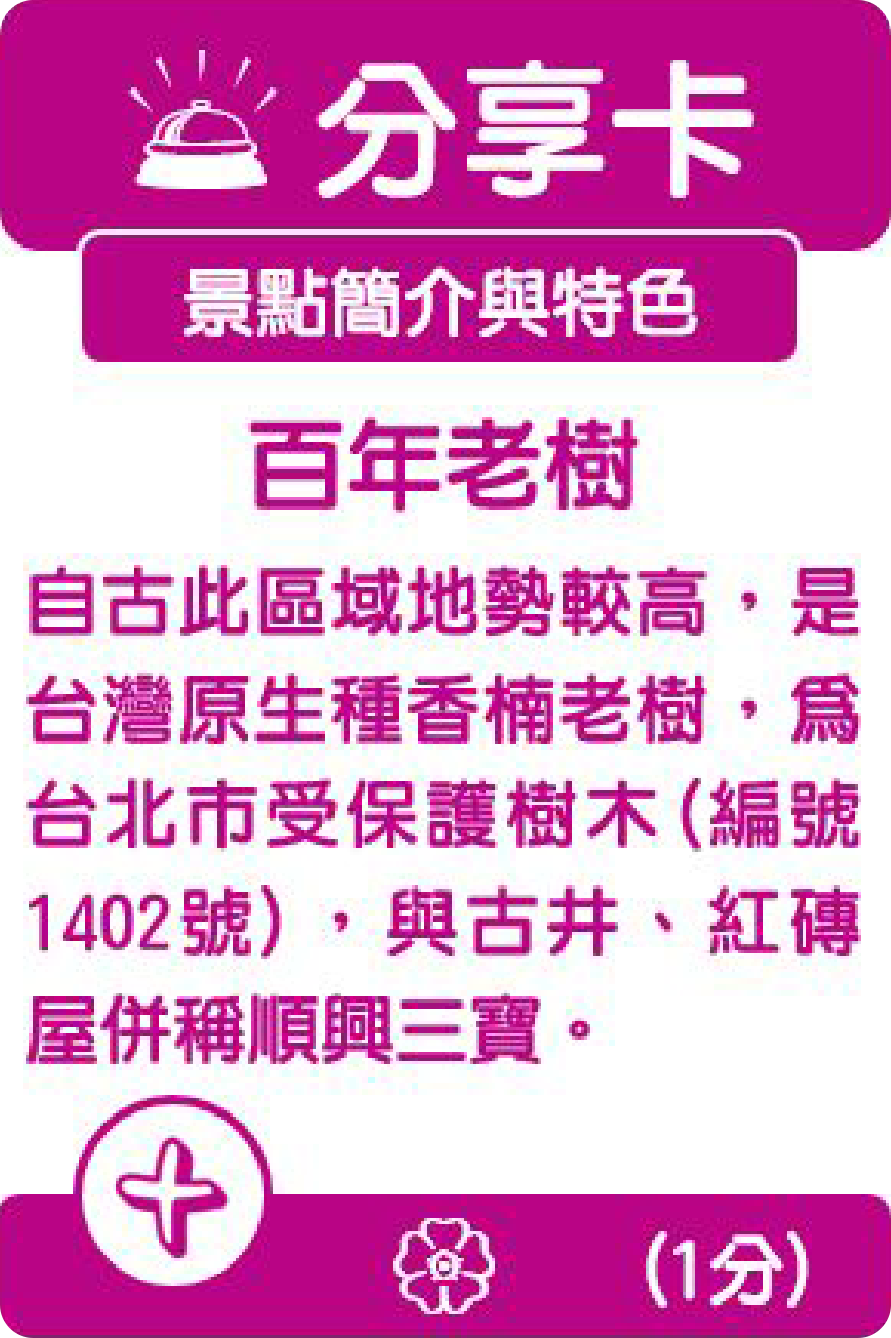 分享卡
景點簡介與特色
百年老樹
自古此區域地勢較高，是
台灣原生種香楠老樹，為
台北市受保護樹木(編號
1402號)，與古井、紅磚
屋併稱順興三寶。
(1分)